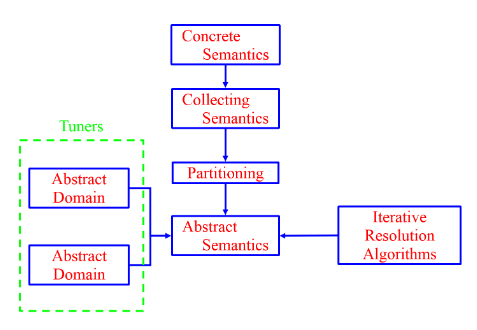 Concrete
Semantics
Collecting
Semantics
Tuners
Partitioning
Abstract
Domain
Abstract
Semantics
Iterative
Resolution
Algorithms
Abstract
Domain